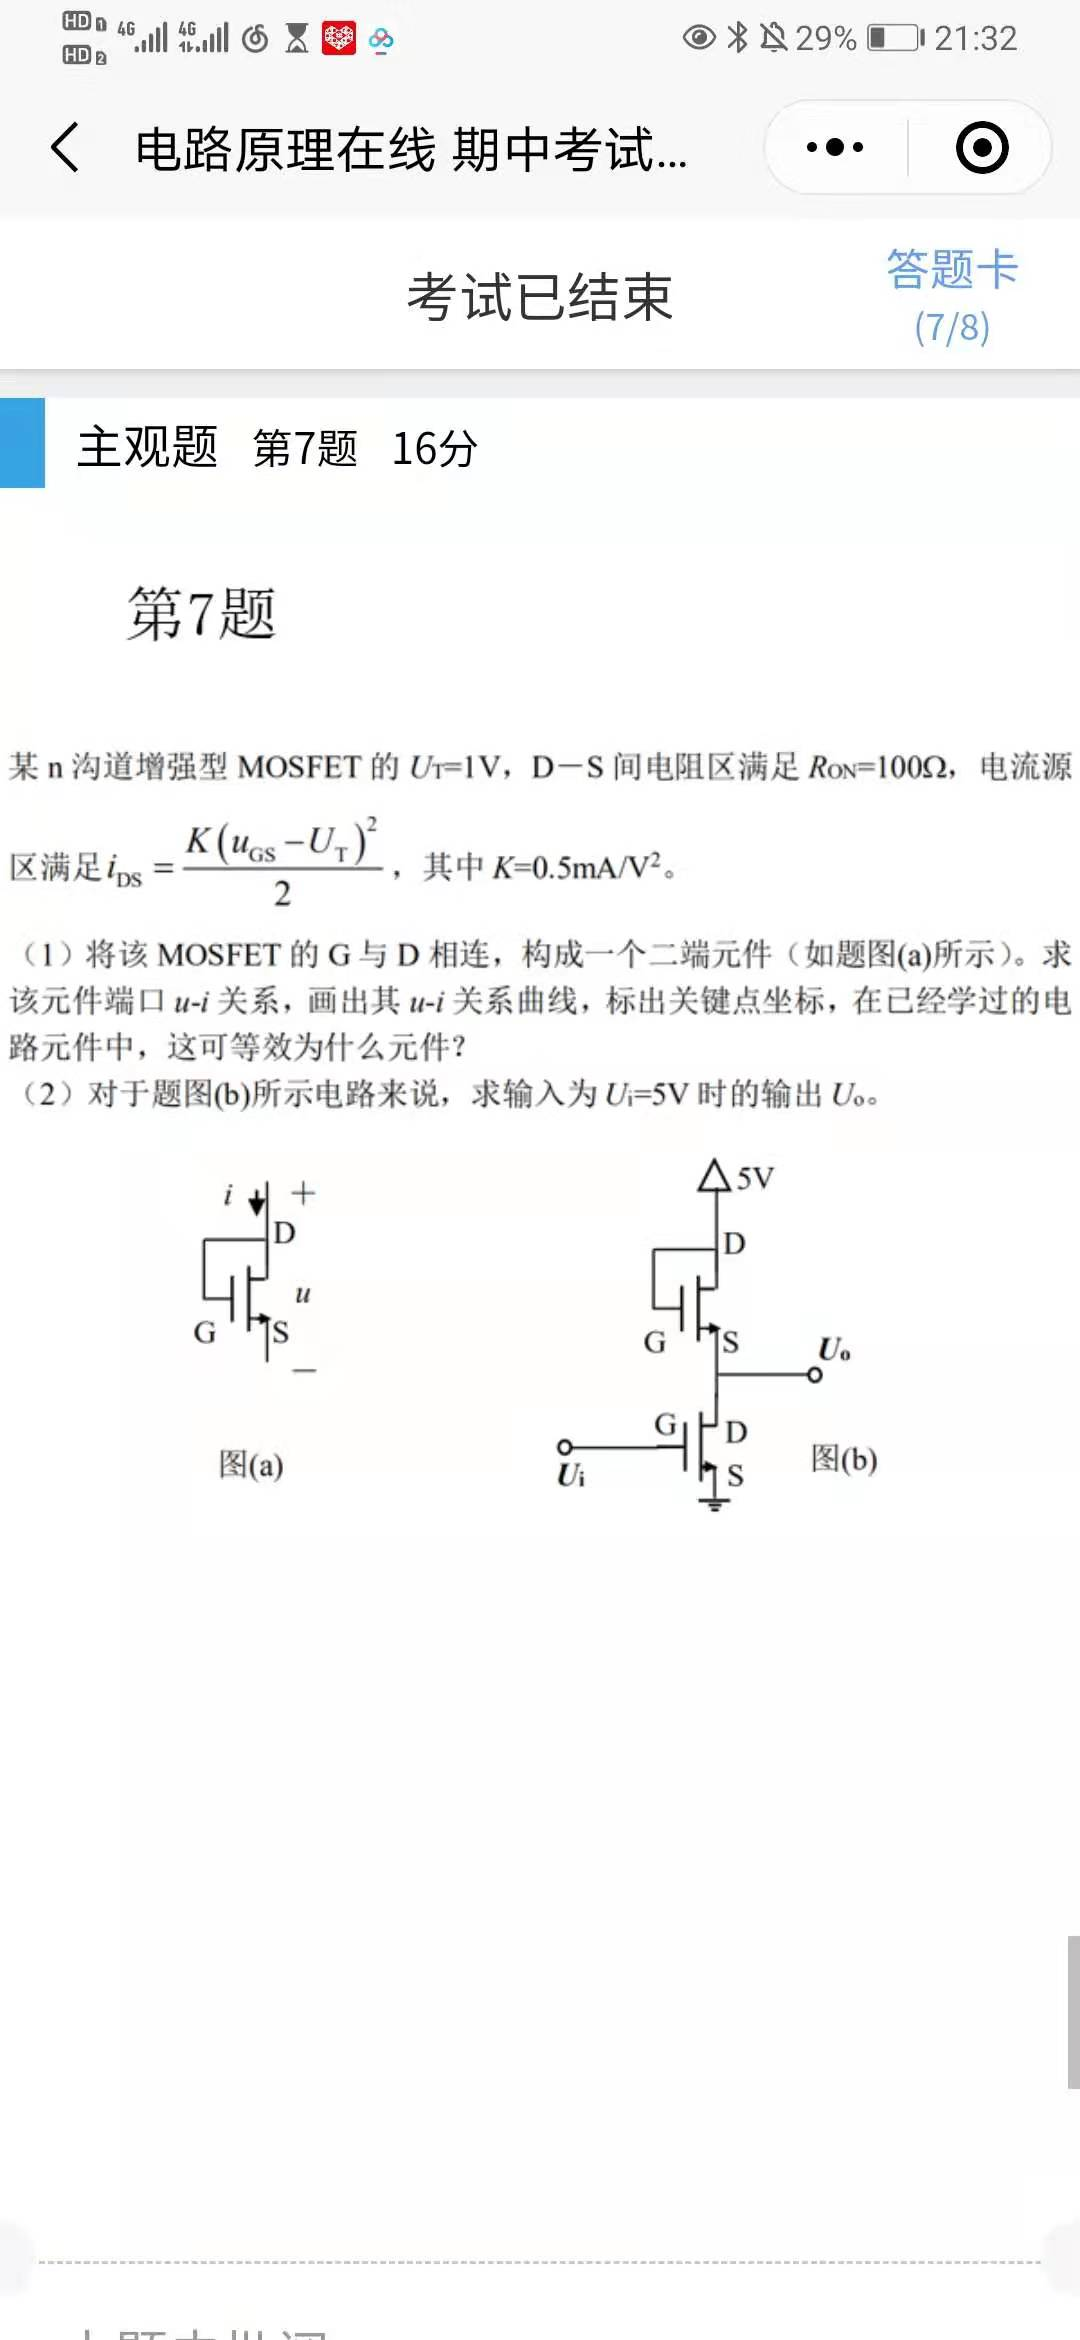 HD 1 4G 4G 29% 21:32
HD 2
电路原理在线 期中考试...
考试已结束
答题卡
(7/8)
主观题 第7题 16分
第7题
某 n 沟道增强型 MOSFET 的 UT=1V，D－S 间电阻区满足 RON=100Ω，电流源
区满足 iDS = K(uGS −UT)² / 2 ，其中 K=0.5mA/V²。
（1）将该 MOSFET 的 G 与 D 相连，构成一个二端元件（如题图(a)所示）。求
该元件端口 u-i 关系，画出其 u-i 关系曲线，标出关键点坐标，在已经学过的电
路元件中，这可等效为什么元件？
（2）对于题图(b)所示电路来说，求输入为 Ui=5V 时的输出 Uo。
i +
D
u
G S
−
图(a)
5V
D
G S
Uo
G D
Ui S
图(b)